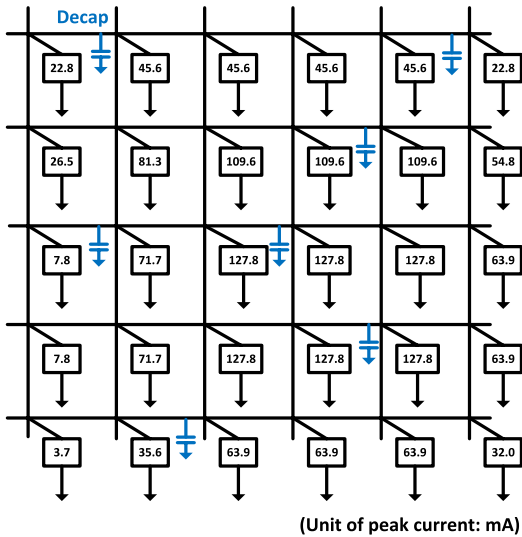 Decap
22.8 45.6 45.6 45.6 45.6 22.8
26.5 81.3 109.6 109.6 109.6 54.8
7.8 71.7 127.8 127.8 127.8 63.9
7.8 71.7 127.8 127.8 127.8 63.9
3.7 35.6 63.9 63.9 63.9 32.0
(Unit of peak current: mA)